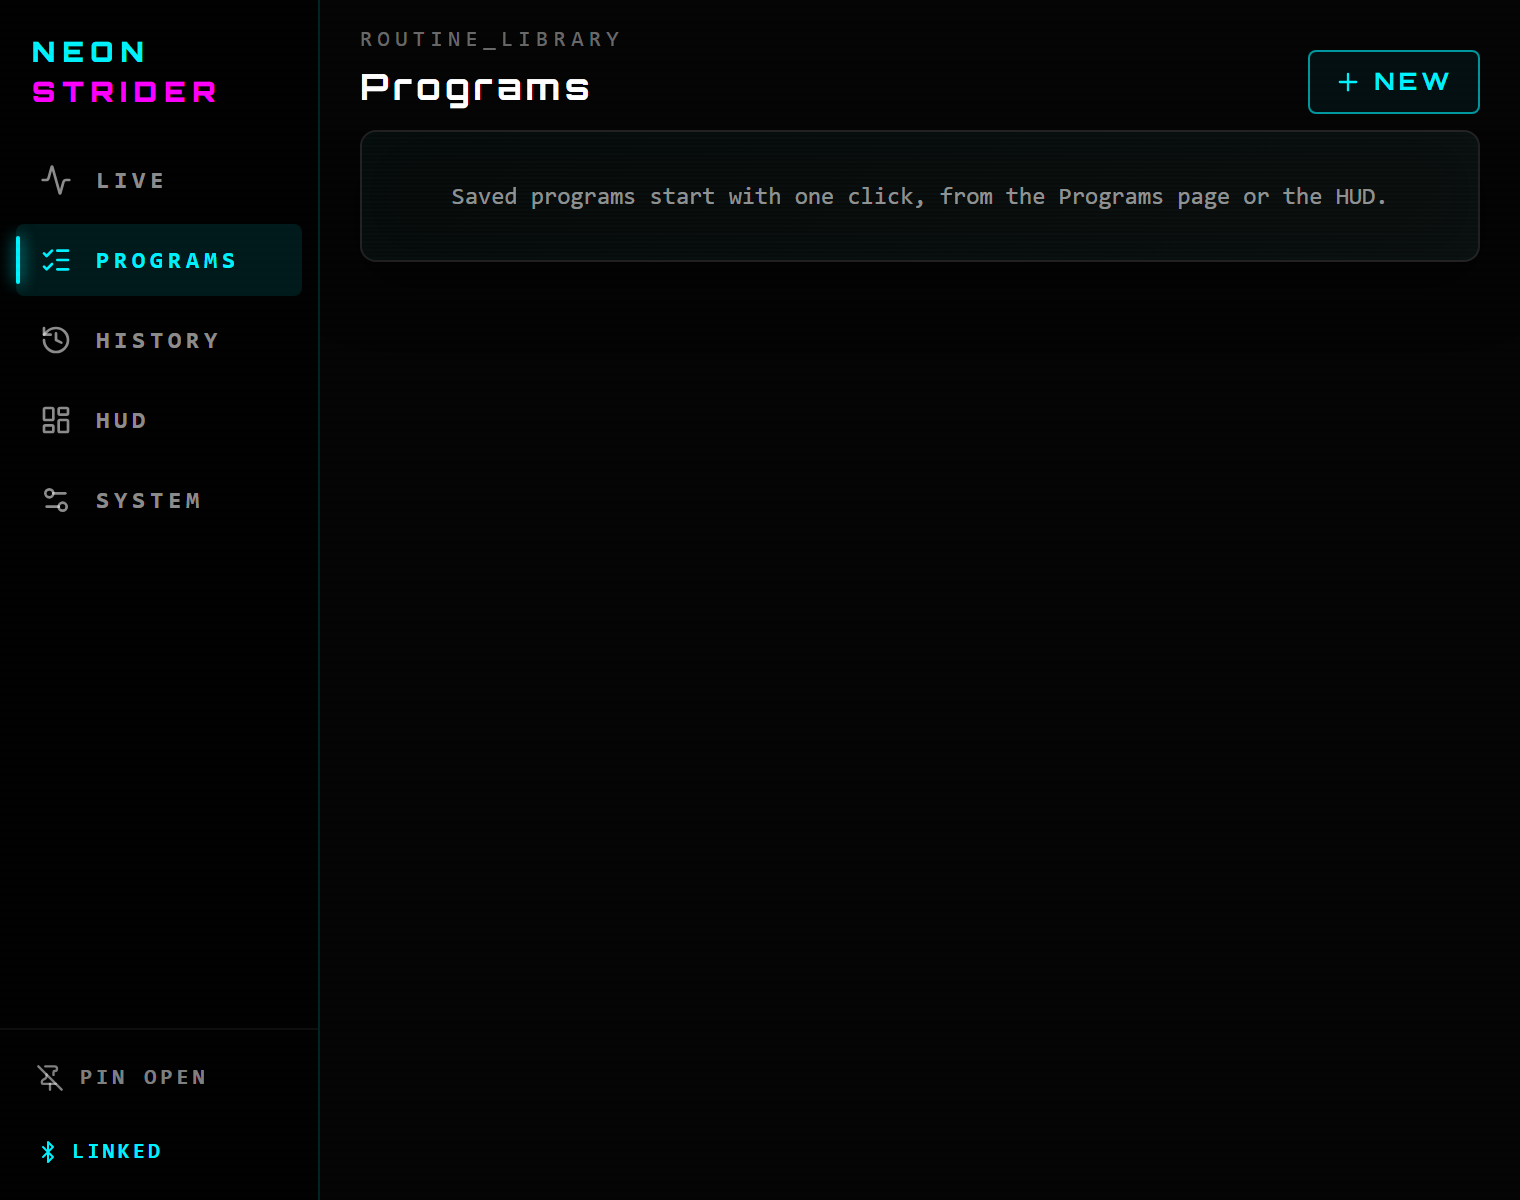 NEON
STRIDER
LIVE
PROGRAMS
HISTORY
HUD
SYSTEM
PIN OPEN
LINKED
ROUTINE_LIBRARY
Programs
NEW
Saved programs start with one click, from the Programs page or the HUD.